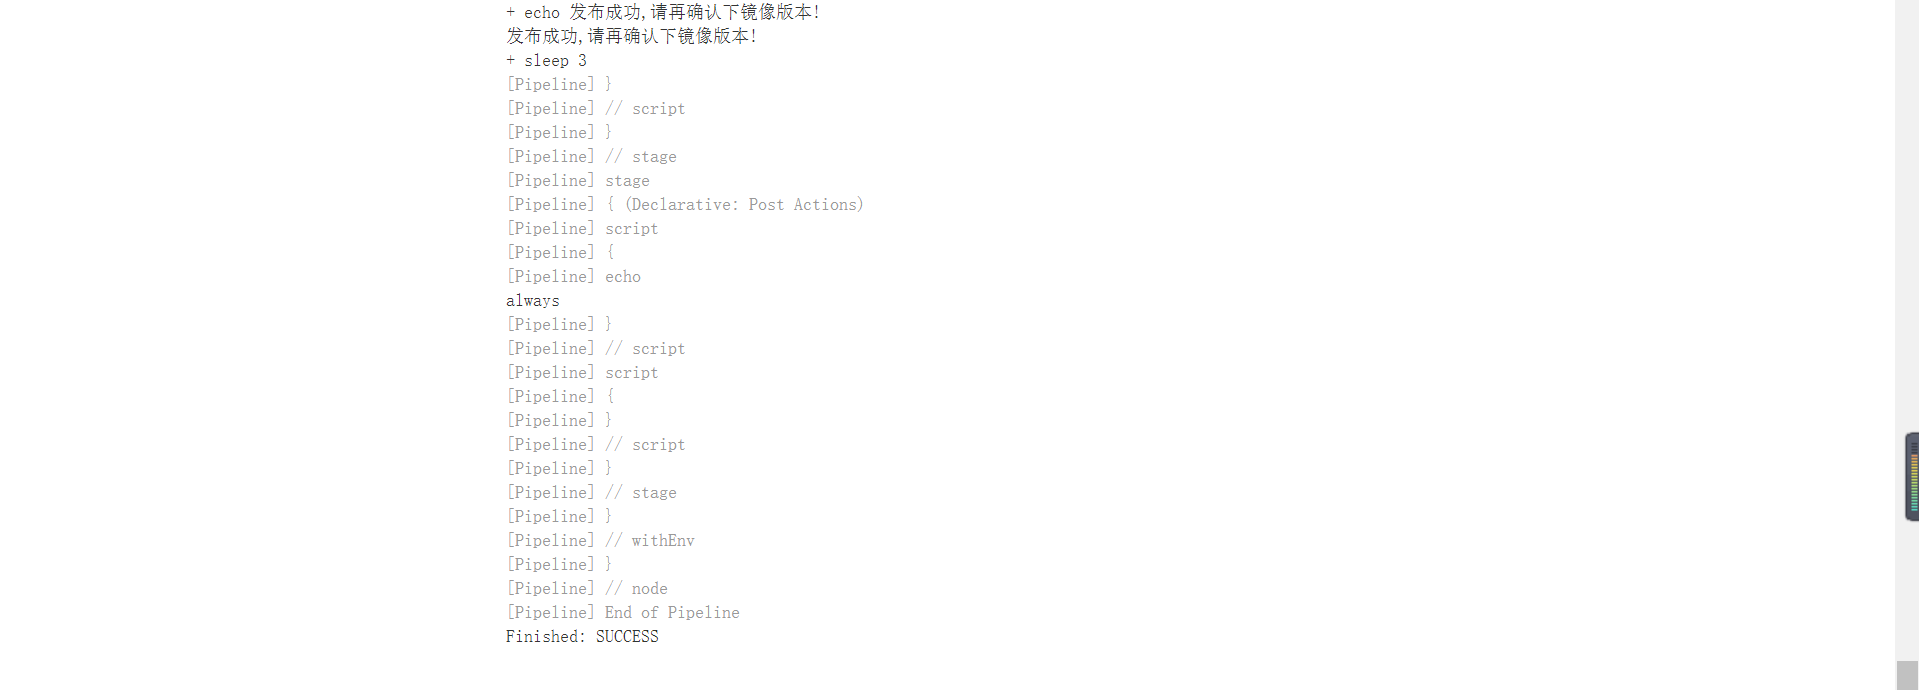 + echo 发布成功,请再确认下镜像版本!
发布成功,请再确认下镜像版本!
+ sleep 3
[Pipeline] }
[Pipeline] // script
[Pipeline] }
[Pipeline] // stage
[Pipeline] stage
[Pipeline] { (Declarative: Post Actions)
[Pipeline] script
[Pipeline] {
[Pipeline] echo
always
[Pipeline] }
[Pipeline] // script
[Pipeline] script
[Pipeline] {
[Pipeline] }
[Pipeline] // script
[Pipeline] }
[Pipeline] // stage
[Pipeline] }
[Pipeline] // withEnv
[Pipeline] }
[Pipeline] // node
[Pipeline] End of Pipeline
Finished: SUCCESS